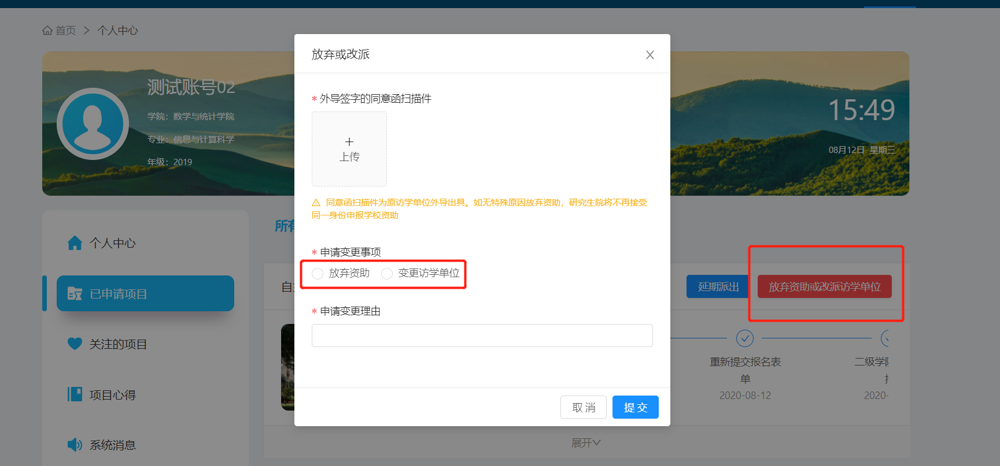 首页 > 个人中心
测试账号02
学院：数学与统计学院
专业：信息与计算科学
年级：2019
15:49
08月12日 星期三
个人中心
已申请项目
关注的项目
项目心得
系统消息
所有
自主
延期派出
放弃资助或改派访学单位
重新提交报名表
单
2020-08-12
二级学院
2020-
展开
放弃或改派
* 外导签字的同意函扫描件
上传
同意函扫描件为原访学单位外导出具。如无特殊原因放弃资助，研究生院将不再接受
同一身份申报学校资助
* 申请变更事项
放弃资助 变更访学单位
* 申请变更理由
取 消
提 交